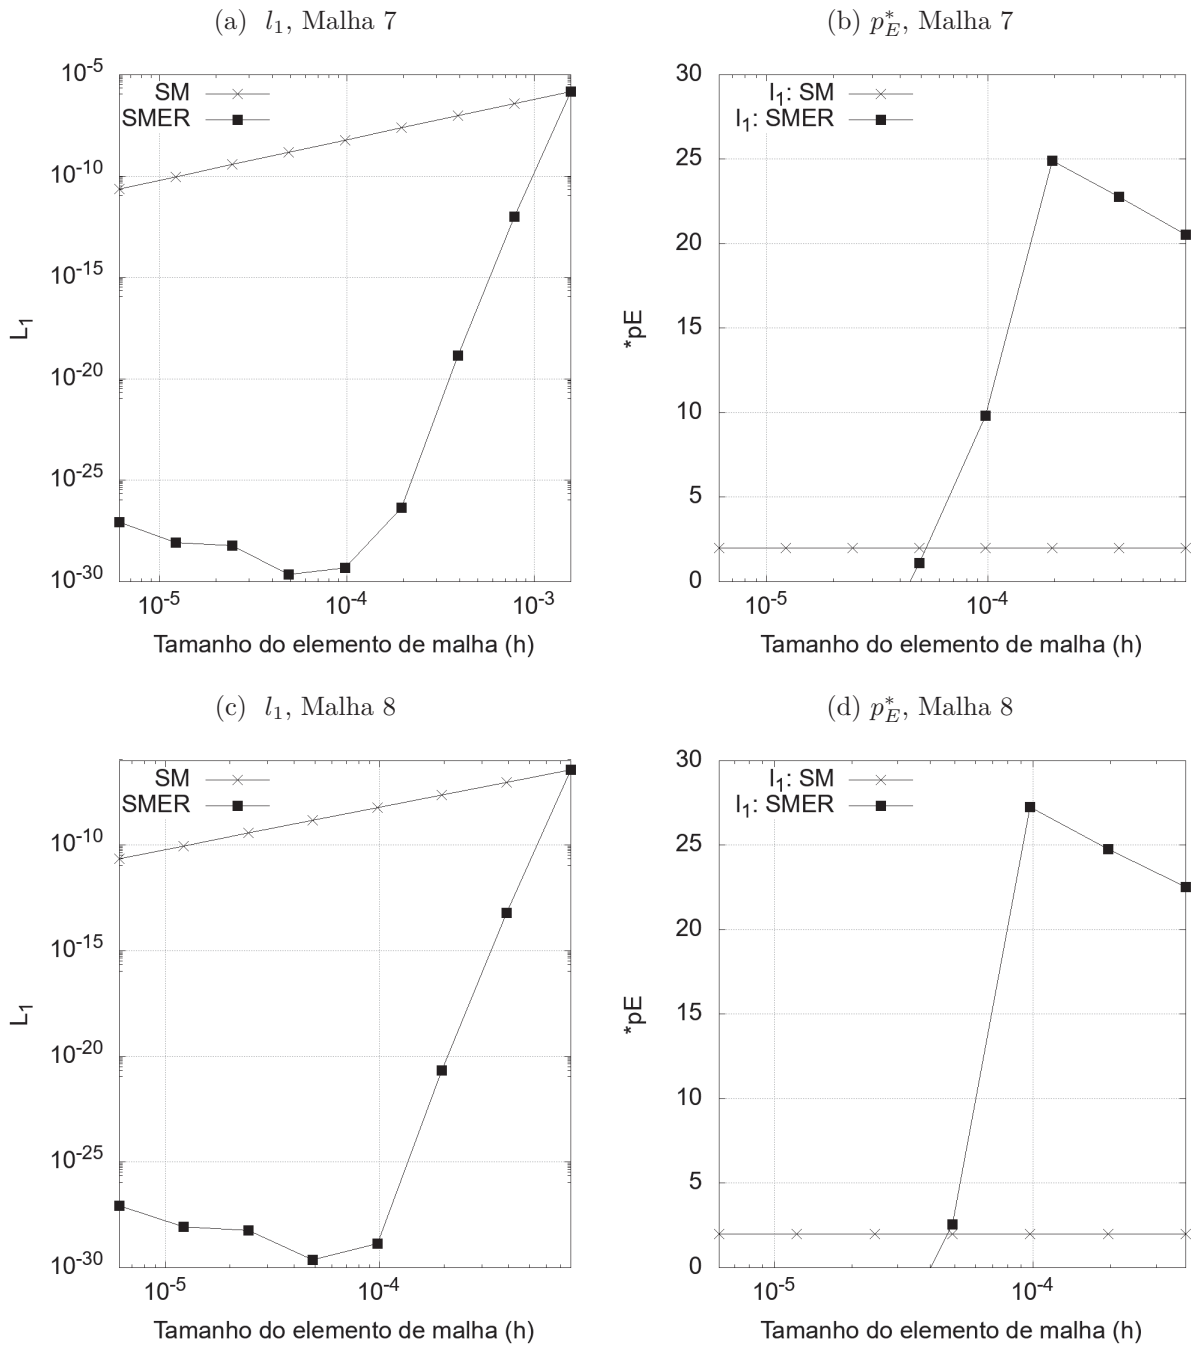 (a) l₁, Malha 7
SM
SMER
10⁻⁵
10⁻¹⁰
10⁻¹⁵
10⁻²⁰
10⁻²⁵
10⁻³⁰
L₁
10⁻⁵ 10⁻⁴ 10⁻³
Tamanho do elemento de malha (h)
(b) p*_E, Malha 7
l₁: SM
l₁: SMER
30
25
20
15
10
5
0
*pE
10⁻⁵ 10⁻⁴
Tamanho do elemento de malha (h)
(c) l₁, Malha 8
SM
SMER
10⁻¹⁰
10⁻¹⁵
10⁻²⁰
10⁻²⁵
10⁻³⁰
L₁
10⁻⁵ 10⁻⁴
Tamanho do elemento de malha (h)
(d) p*_E, Malha 8
l₁: SM
l₁: SMER
30
25
20
15
10
5
0
*pE
10⁻⁵ 10⁻⁴
Tamanho do elemento de malha (h)